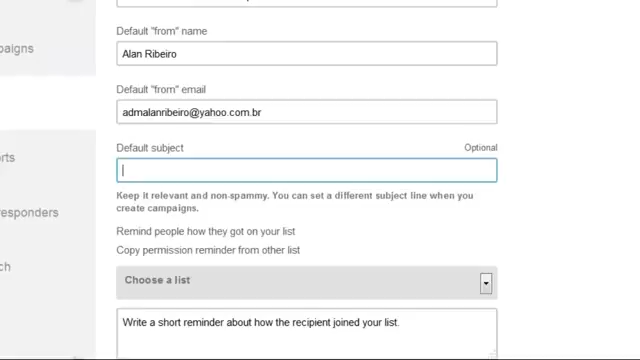 Default "from" name
Alan Ribeiro
paigns
Default "from" email
admalanribeiro@yahoo.com.br
Default subject
Optional
rts
Keep it relevant and non-spammy. You can set a different subject line when you
create campaigns.
responders
Remind people how they got on your list
Copy permission reminder from other list
ch
Choose a list
Write a short reminder about how the recipient joined your list.